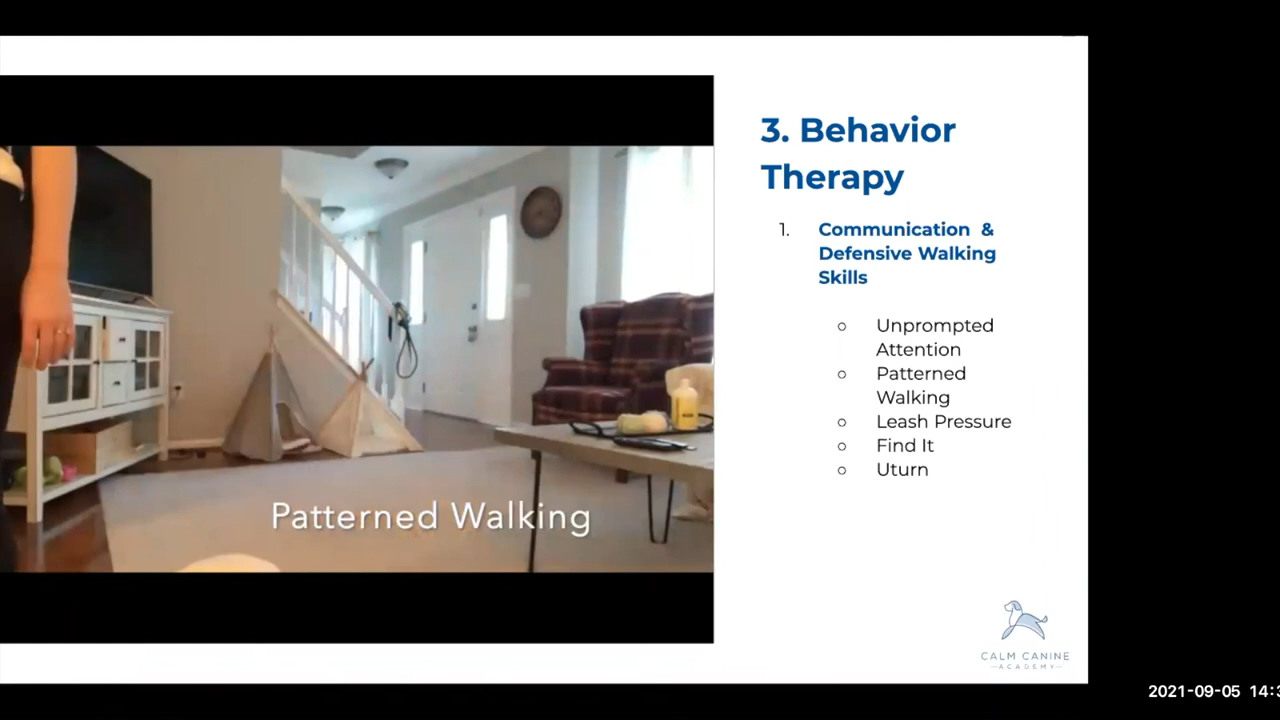 3. Behavior
Therapy
1. Communication &
Defensive Walking
Skills
○ Unprompted
Attention
○ Patterned
Walking
○ Leash Pressure
○ Find It
○ Uturn
Patterned Walking
CALM CANINE
ACADEMY
2021-09-05 14:3